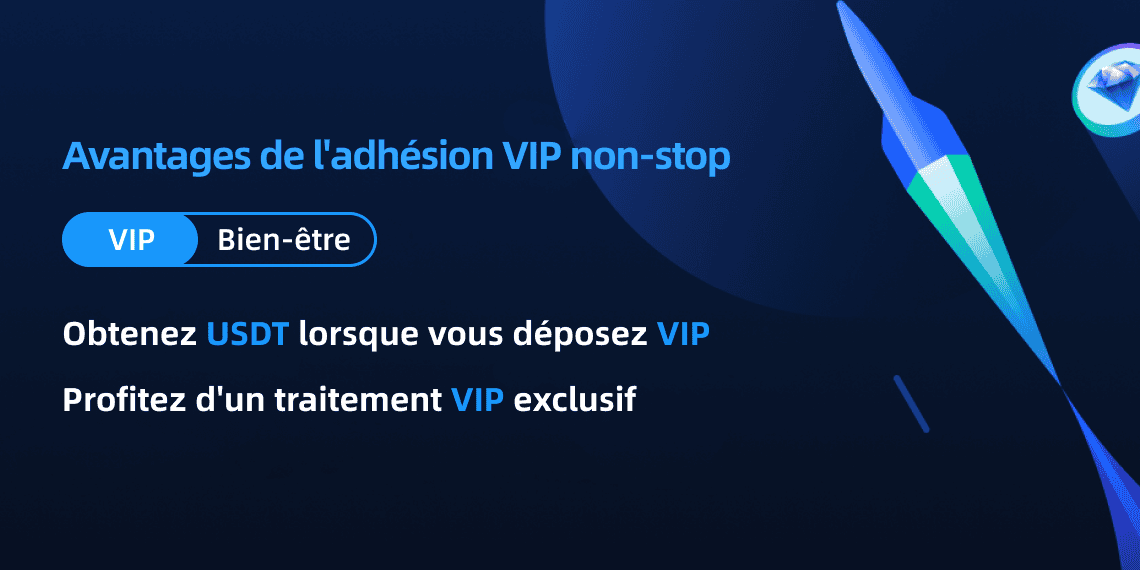 Avantages de l'adhésion VIP non-stop
VIP Bien-être
Obtenez USDT lorsque vous déposez VIP
Profitez d'un traitement VIP exclusif